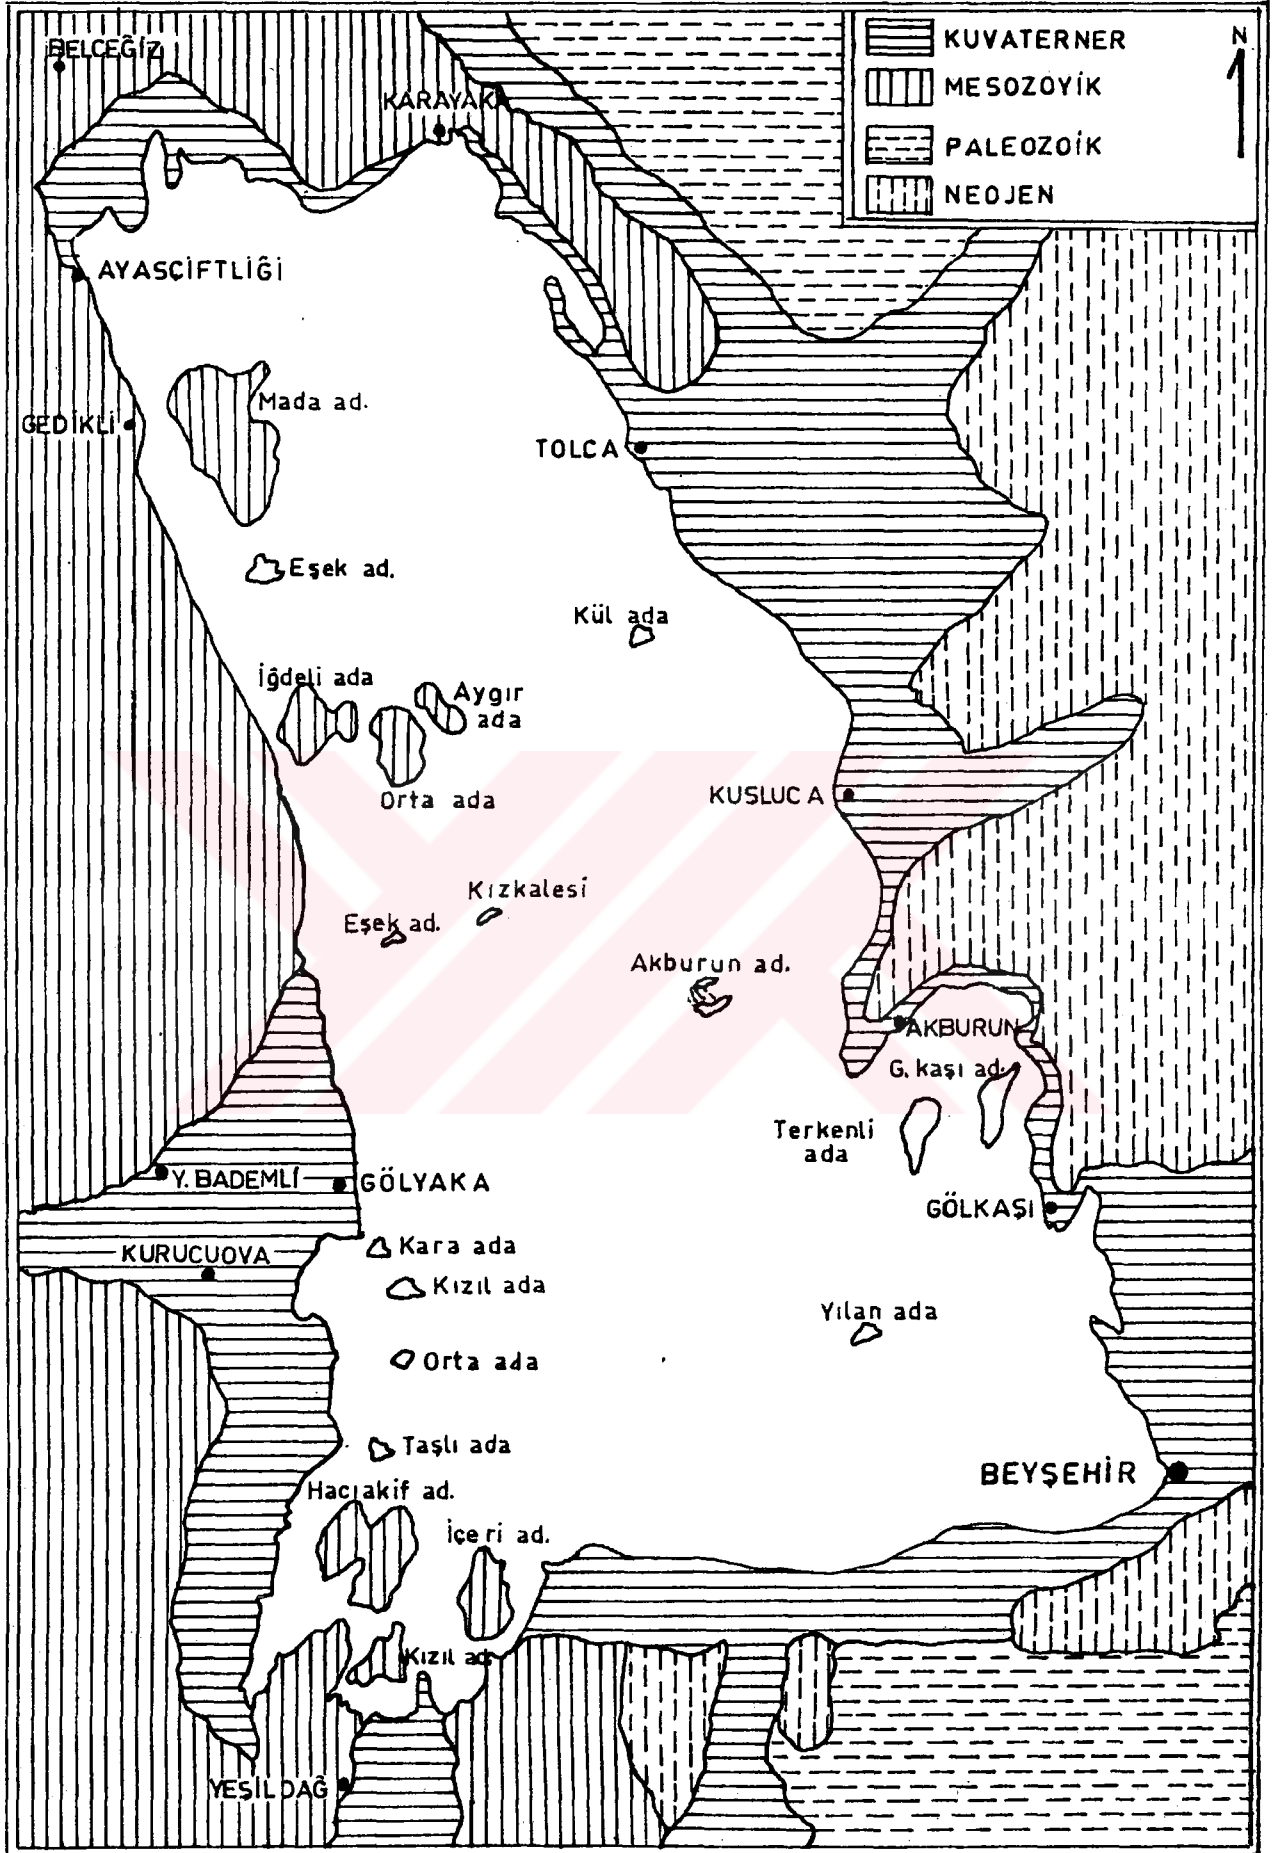 BELCEĞİZ
KUVATERNER
N
MESOZOYİK
KARAYAKA
PALEOZOİK
NEOJEN
AYASÇİFTLİĞİ
Mada ad.
GEDİKLİ
TOLCA
Eşek ad.
Kül ada
İğdeli ada
Aygır
ada
Orta ada
KUSLUCA
Kızkalesi
Eşek ad.
Akburun ad.
AKBURUN
G.kaşı ad.
Terkenli
ada
Y. BADEMLİ
GÖLYAKA
GÖLKAŞI
Kara ada
KURUCUOVA
Kızıl ada
Yılan ada
Orta ada
Taşlı ada
BEYŞEHİR
Hacıakif ad.
İçeri ad.
Kızıl ad.
YEŞİLDAĞ